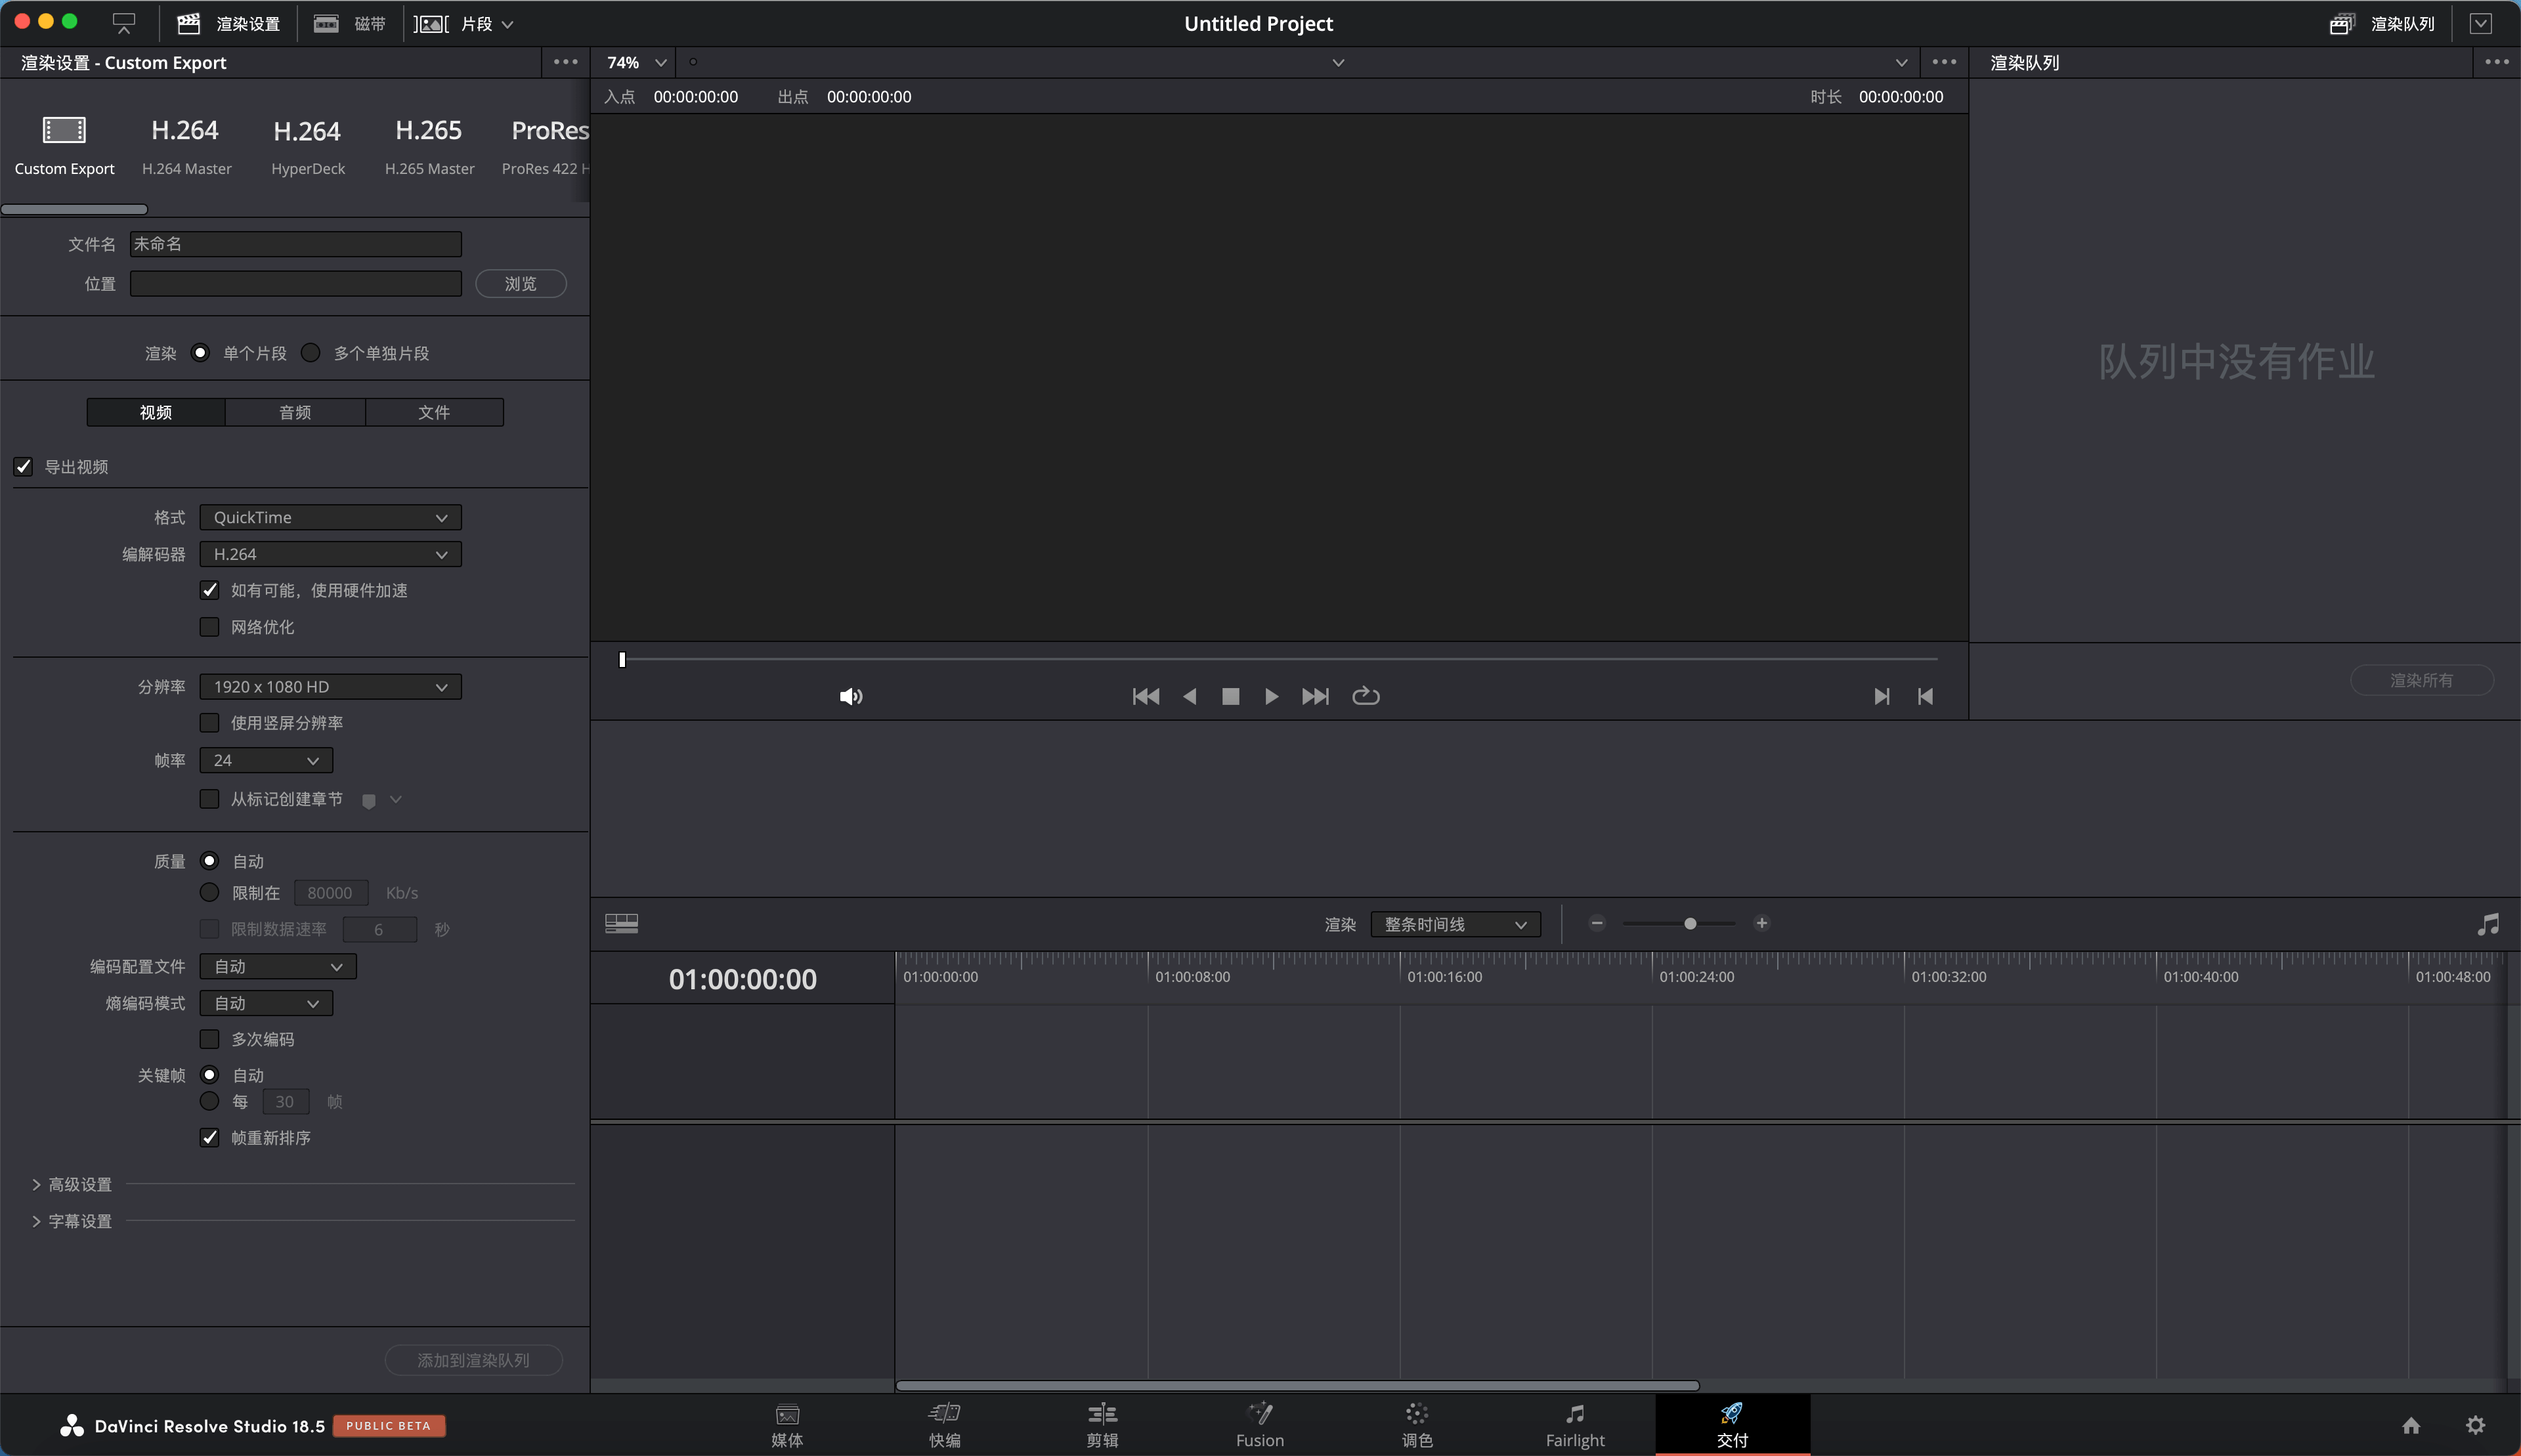 渲染设置
磁带
片段
Untitled Project
渲染队列
渲染设置 - Custom Export
74%
渲染队列
入点 00:00:00:00 出点 00:00:00:00
时长 00:00:00:00
H.264 H.264 H.265 ProRes
Custom Export H.264 Master HyperDeck H.265 Master ProRes 422 H
文件名 未命名
位置 浏览
渲染 单个片段 多个单独片段
队列中没有作业
视频 音频 文件
导出视频
格式 QuickTime
编解码器 H.264
如有可能，使用硬件加速
网络优化
分辨率 1920 x 1080 HD
渲染所有
使用竖屏分辨率
帧率 24
从标记创建章节
质量 自动
限制在 80000 Kb/s
限制数据速率 6 秒
渲染 整条时间线
编码配置文件 自动
01:00:00:00
01:00:00:00 01:00:08:00 01:00:16:00 01:00:24:00 01:00:32:00 01:00:40:00 01:00:48:00
熵编码模式 自动
多次编码
关键帧 自动
每 30 帧
帧重新排序
高级设置
字幕设置
添加到渲染队列
DaVinci Resolve Studio 18.5 PUBLIC BETA
媒体 快编 剪辑 Fusion 调色 Fairlight 交付